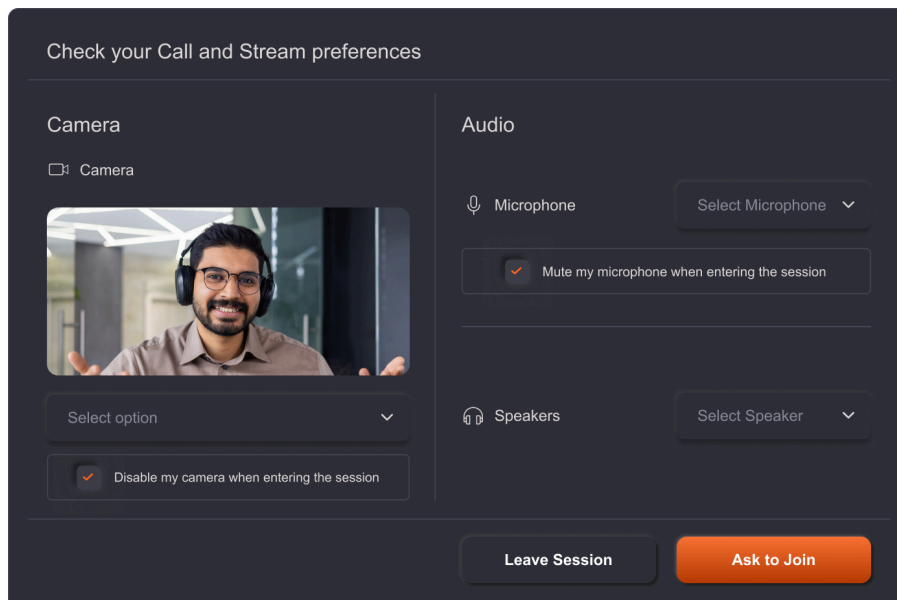 Check your Call and Stream preferences
Camera
Camera
Select option
Disable my camera when entering the session
Audio
Microphone
Select Microphone
Mute my microphone when entering the session
Speakers
Select Speaker
Leave Session
Ask to Join